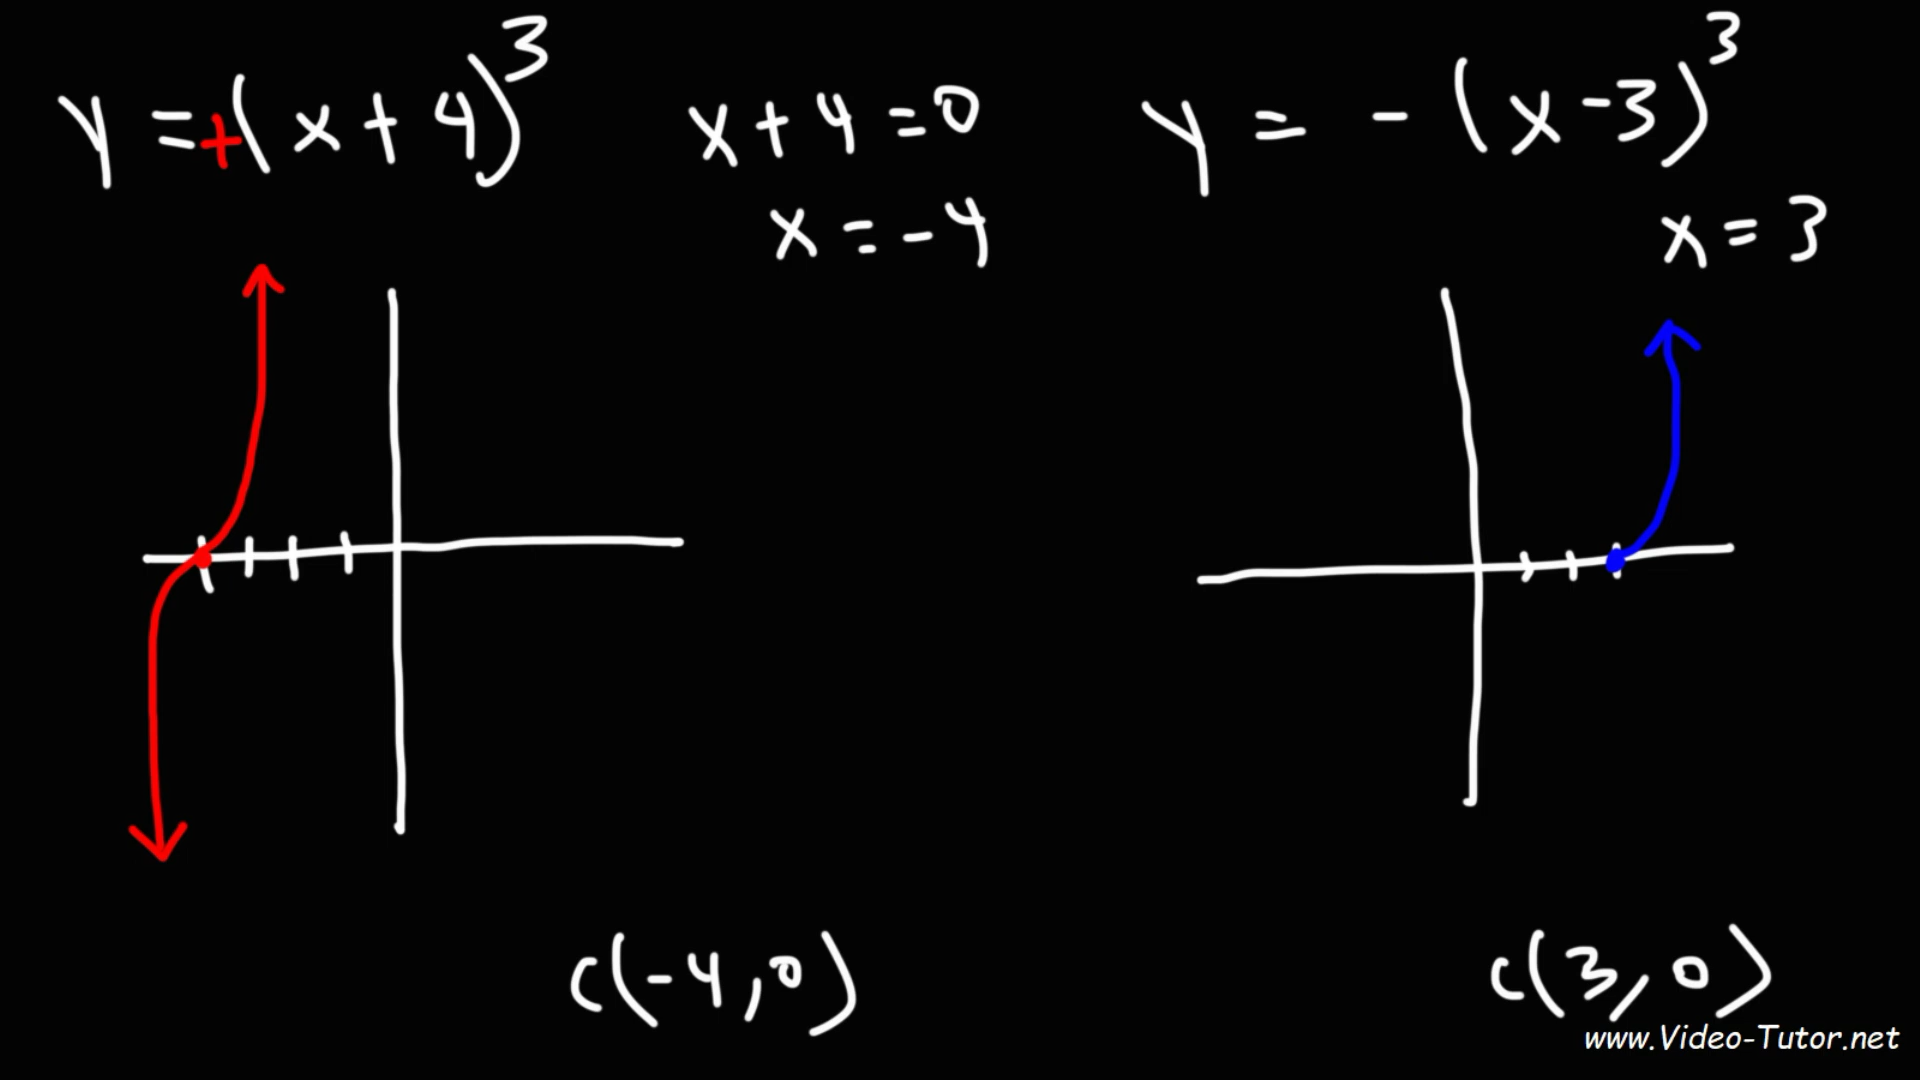 y = +(x + 4)³
x + 4 = 0
x = -4
y = - (x - 3)³
x = 3
c(-4, 0)
c(3, 0)
www.Video-Tutor.net